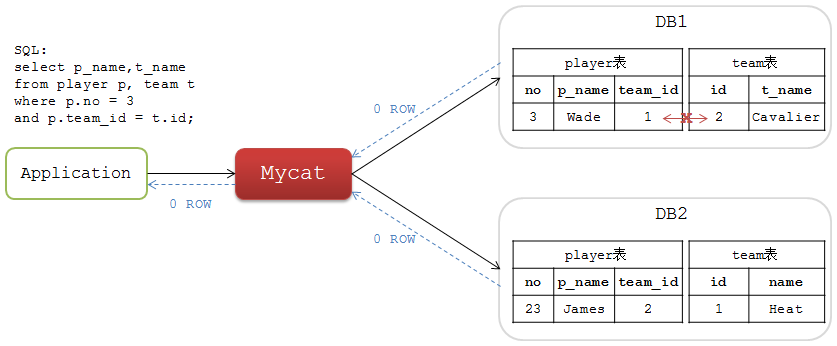 SQL:
select p_name,t_name
from player p, team t
where p.no = 3
and p.team_id = t.id;
Application
Mycat
0 ROW
0 ROW
0 ROW
DB1
player表 team表
no p_name team_id id t_name
3 Wade 1 2 Cavalier
DB2
player表 team表
no p_name team_id id name
23 James 2 1 Heat